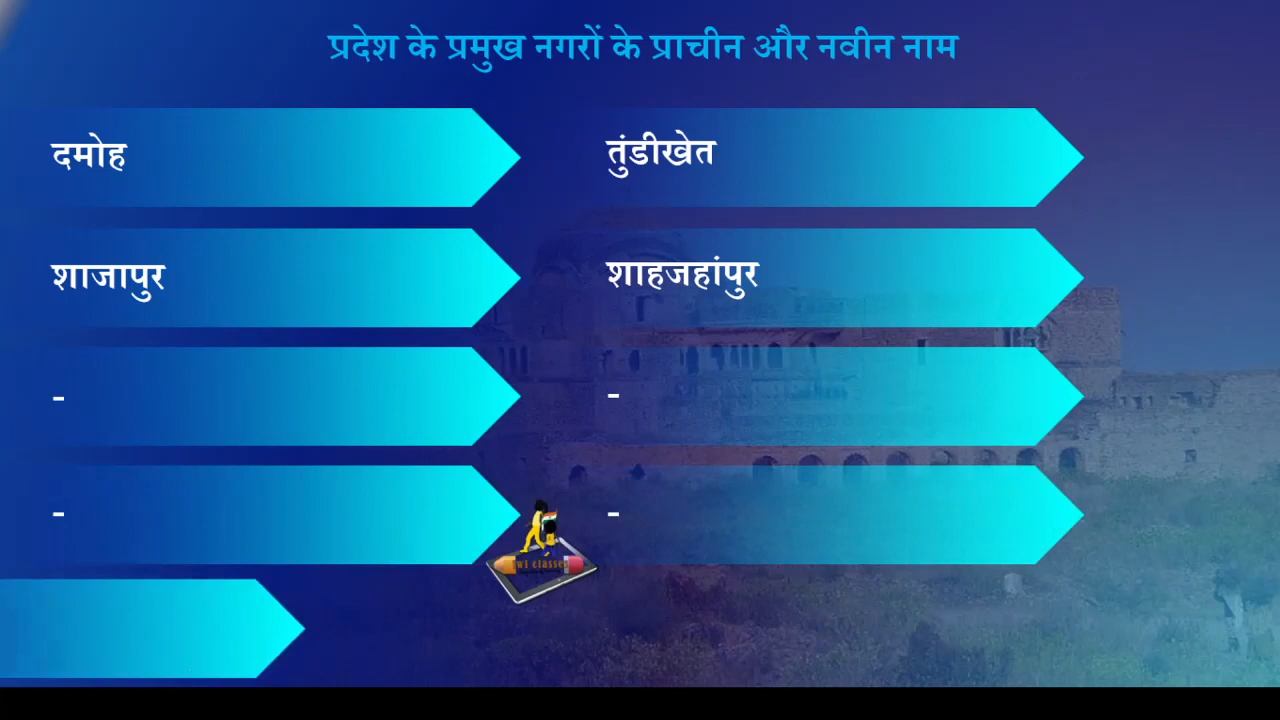 प्रदेश के प्रमुख नगरों के प्राचीन और नवीन नाम
दमोह
तुंडीखेत
शाजापुर
शाहजहांपुर
-
-
-
-